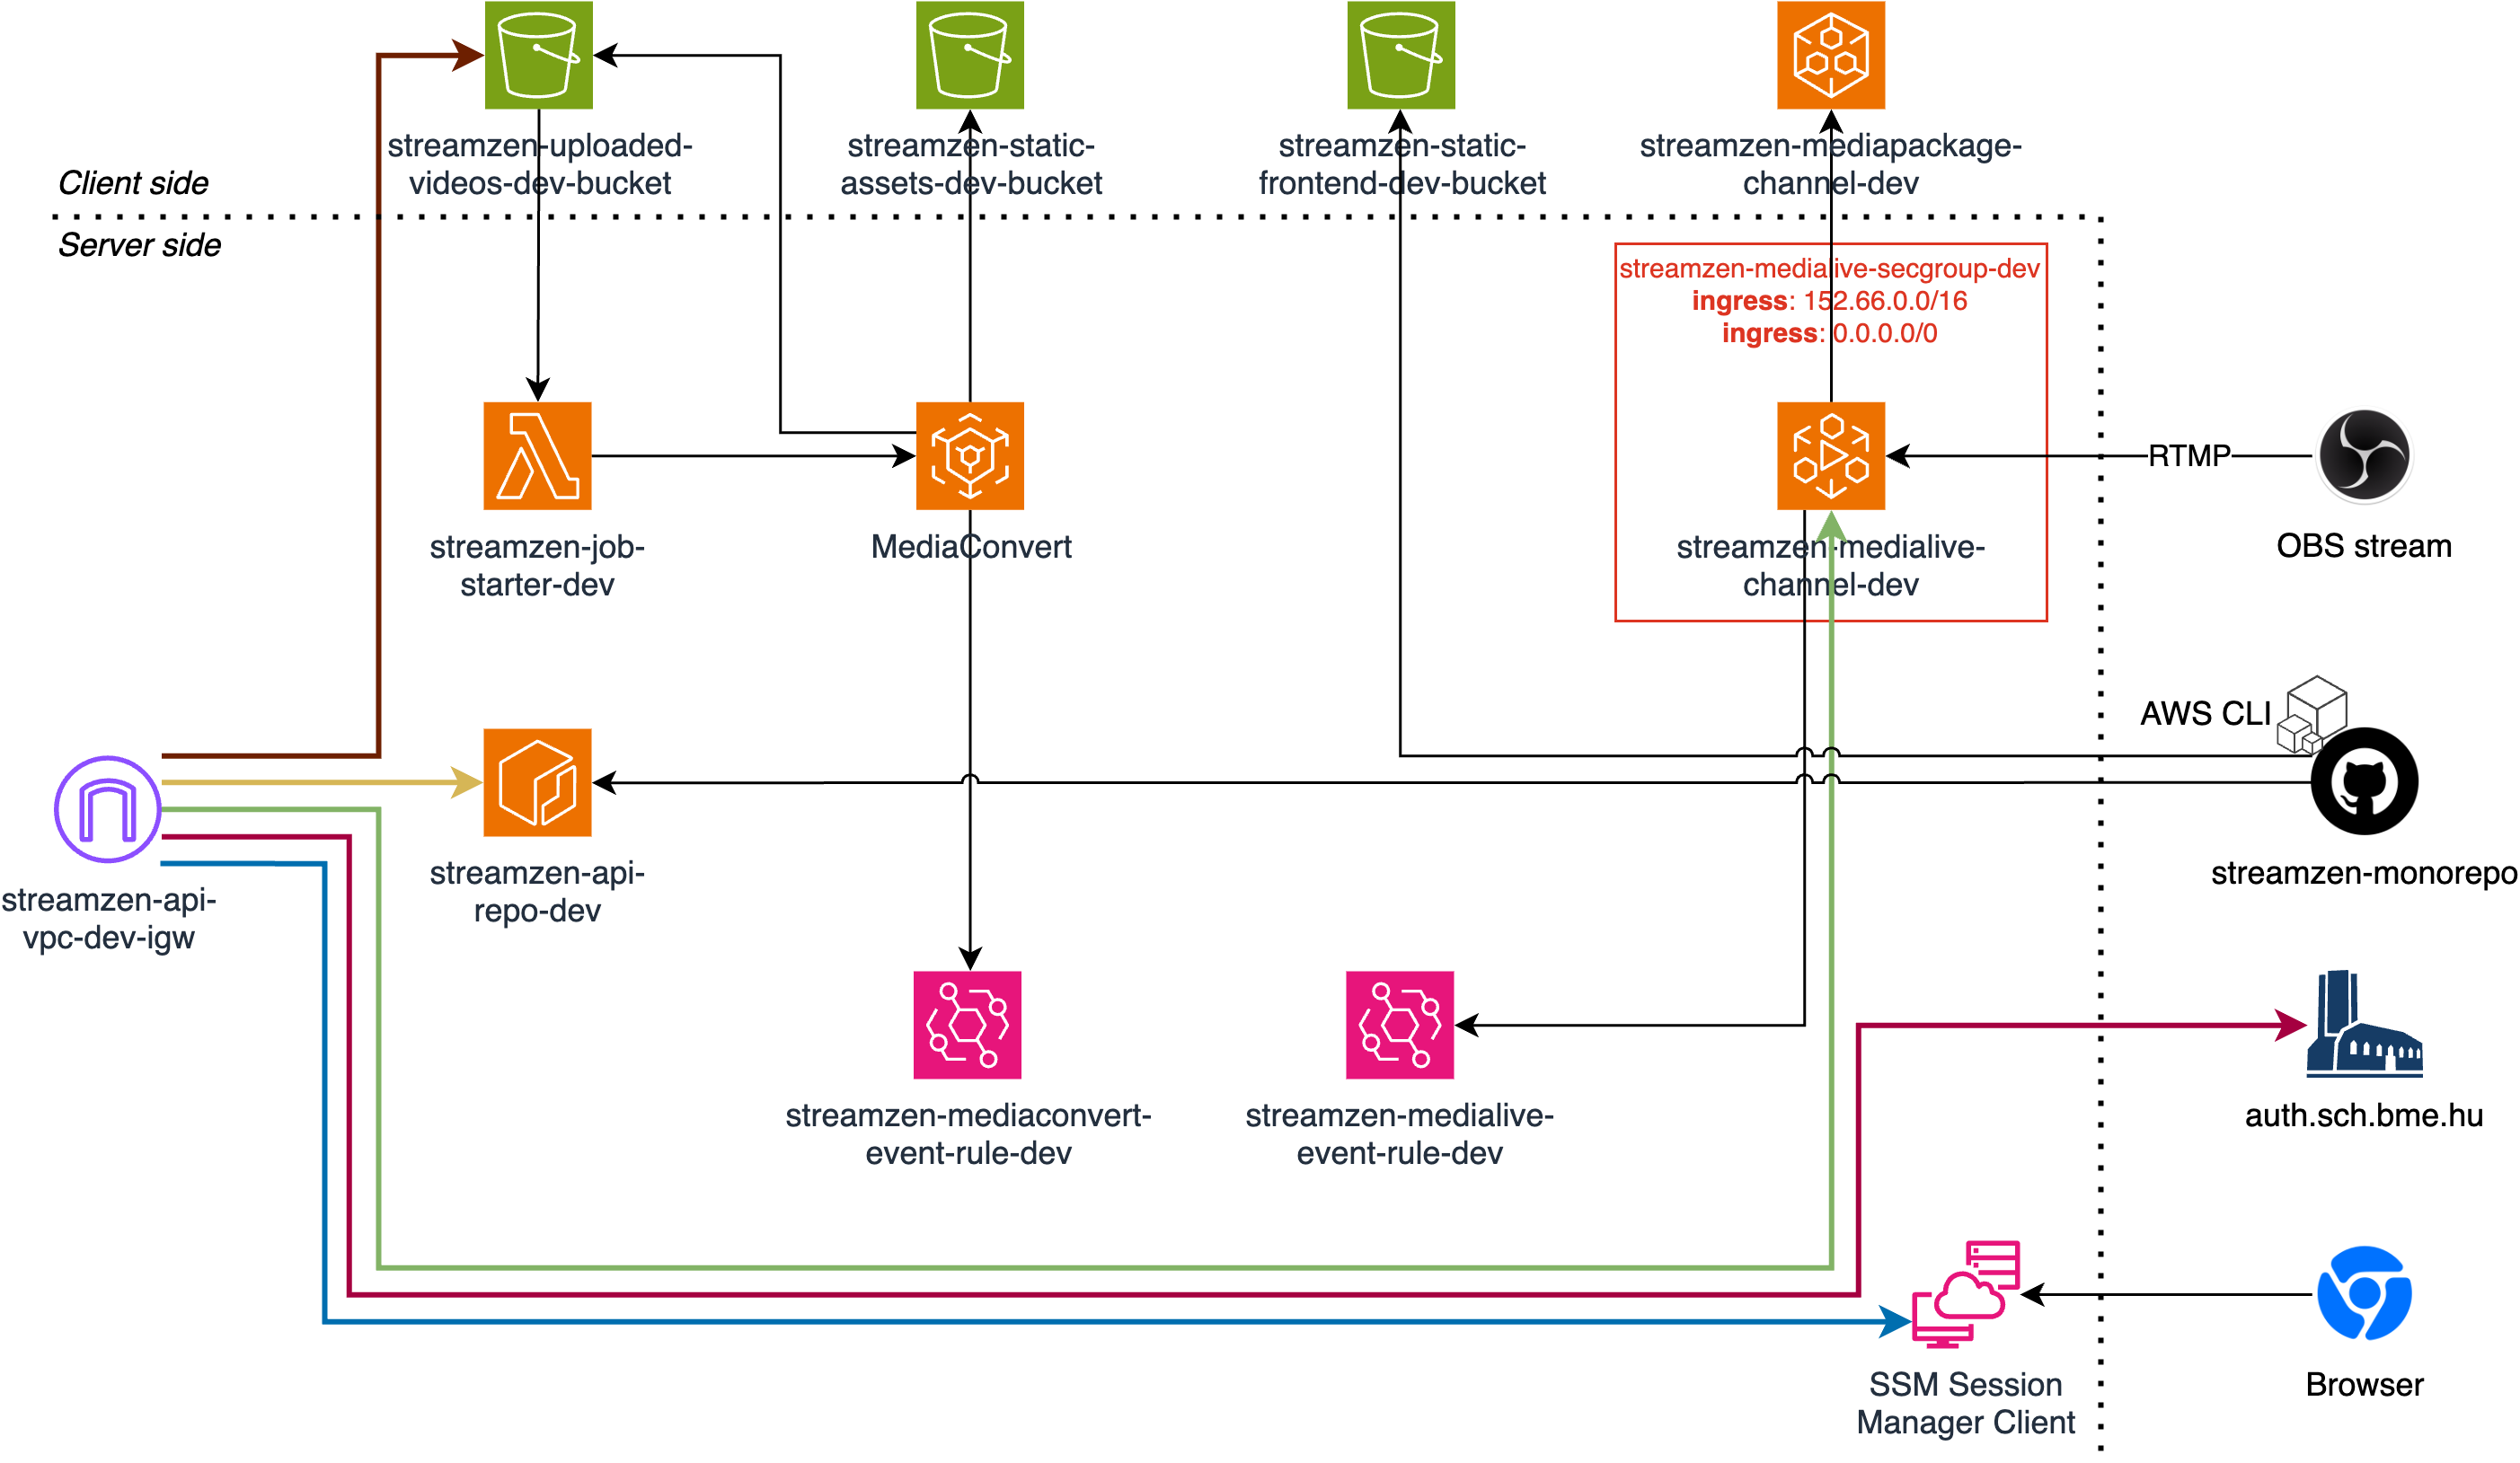 streamzen-uploaded-
videos-dev-bucket
streamzen-static-
assets-dev-bucket
streamzen-static-
frontend-dev-bucket
streamzen-mediapackage-
channel-dev
Client side
Server side
streamzen-medialive-secgroup-dev
ingress: 152.66.0.0/16
ingress: 0.0.0.0/0
RTMP
streamzen-job-
starter-dev
MediaConvert
streamzen-medialive-
channel-dev
OBS stream
AWS CLI
streamzen-api-
vpc-dev-igw
streamzen-api-
repo-dev
streamzen-monorepo
streamzen-mediaconvert-
event-rule-dev
streamzen-medialive-
event-rule-dev
auth.sch.bme.hu
SSM Session
Manager Client
Browser